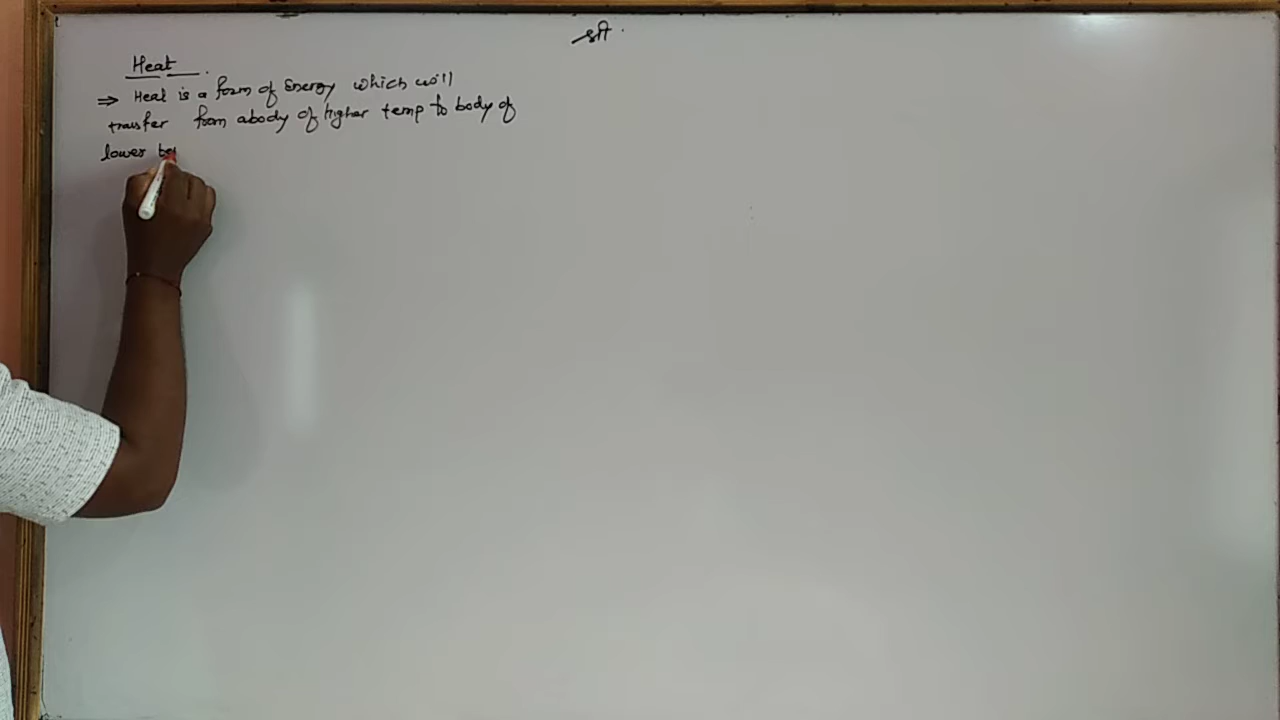 श्री
Heat
⇒ Heat is a form of Energy which will
transfer from a body of higher temp to body of
lower